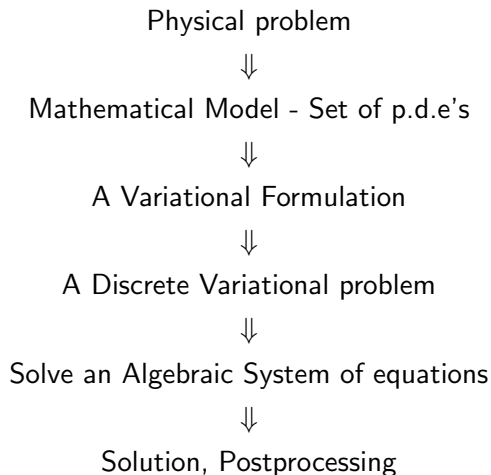 Physical problem
⇓
Mathematical Model - Set of p.d.e's
⇓
A Variational Formulation
⇓
A Discrete Variational problem
⇓
Solve an Algebraic System of equations
⇓
Solution, Postprocessing